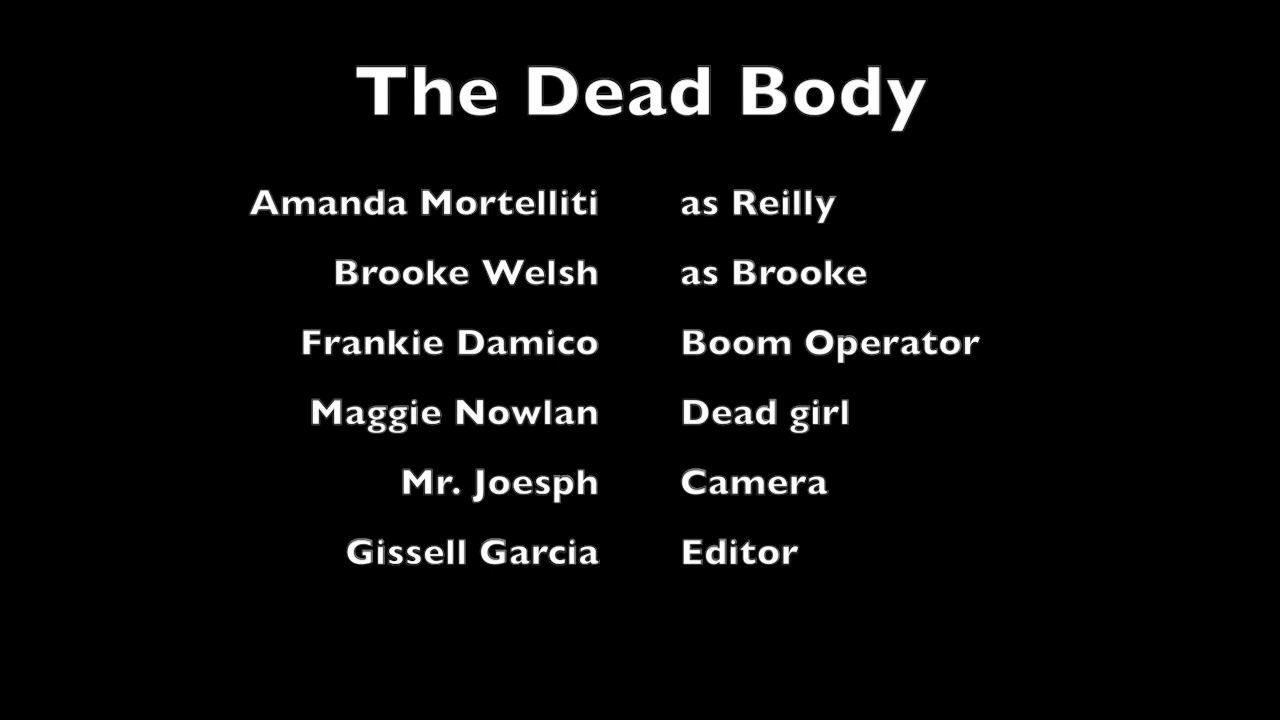 The Dead Body
Amanda Mortelliti as Reilly
Brooke Welsh as Brooke
Frankie Damico Boom Operator
Maggie Nowlan Dead girl
Mr. Joesph Camera
Gissell Garcia Editor